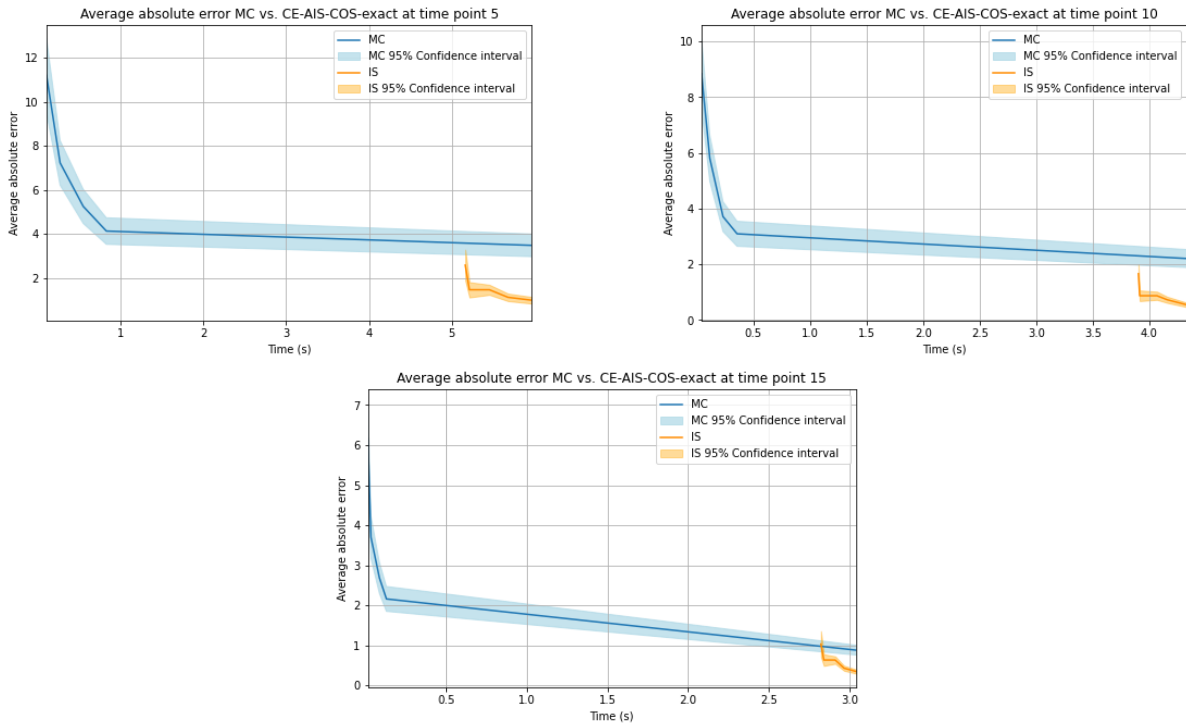 Average absolute error MC vs. CE-AIS-COS-exact at time point 5
MC
MC 95% Confidence interval
IS
IS 95% Confidence interval
Average absolute error
12
10
8
6
4
2
1
2
3
4
5
Time (s)
Average absolute error MC vs. CE-AIS-COS-exact at time point 10
MC
MC 95% Confidence interval
IS
IS 95% Confidence interval
Average absolute error
10
8
6
4
2
0
0.5
1.0
1.5
2.0
2.5
3.0
3.5
4.0
Time (s)
Average absolute error MC vs. CE-AIS-COS-exact at time point 15
MC
MC 95% Confidence interval
IS
IS 95% Confidence interval
Average absolute error
7
6
5
4
3
2
1
0
0.5
1.0
1.5
2.0
2.5
3.0
Time (s)